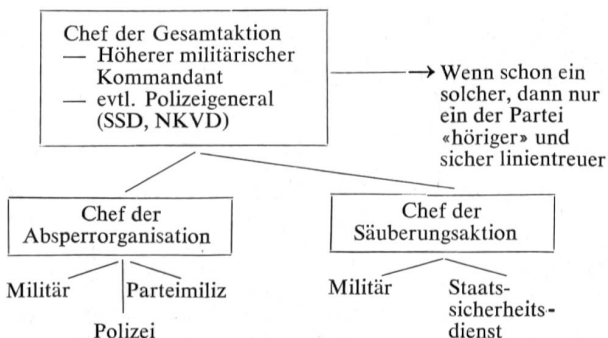 Chef der Gesamtaktion
— Höherer militärischer
Kommandant
— evtl. Polizeigeneral
(SSD, NKVD)
Wenn schon ein
solcher, dann nur
ein der Partei
«höriger» und
sicher linientreuer
Chef der
Absperrorganisation
Chef der
Säuberungsaktion
Militär
Parteimiliz
Polizei
Militär
Staats-
sicherheits-
dienst